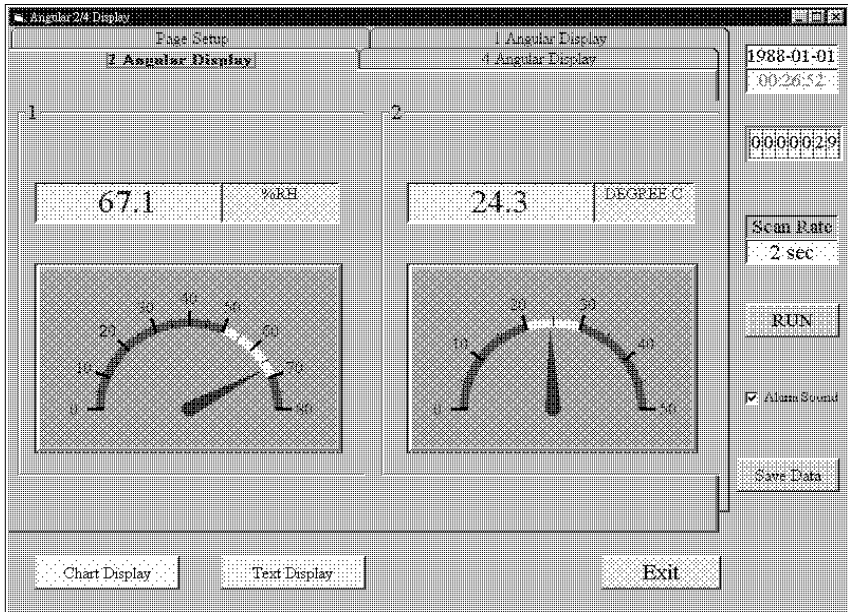 Angular 2/4 Display
Page Setup
1 Angular Display
2 Angular Display
4 Angular Display
1988-01-01
00:26:52
0000029
1
2
67.1
%RH
24.3
DEGREE C
Scan Rate
2 sec
0
10
20
30
40
50
60
70
80
0
10
20
30
40
50
RUN
Alarm Sound
Save Data
Chart Display
Text Display
Exit